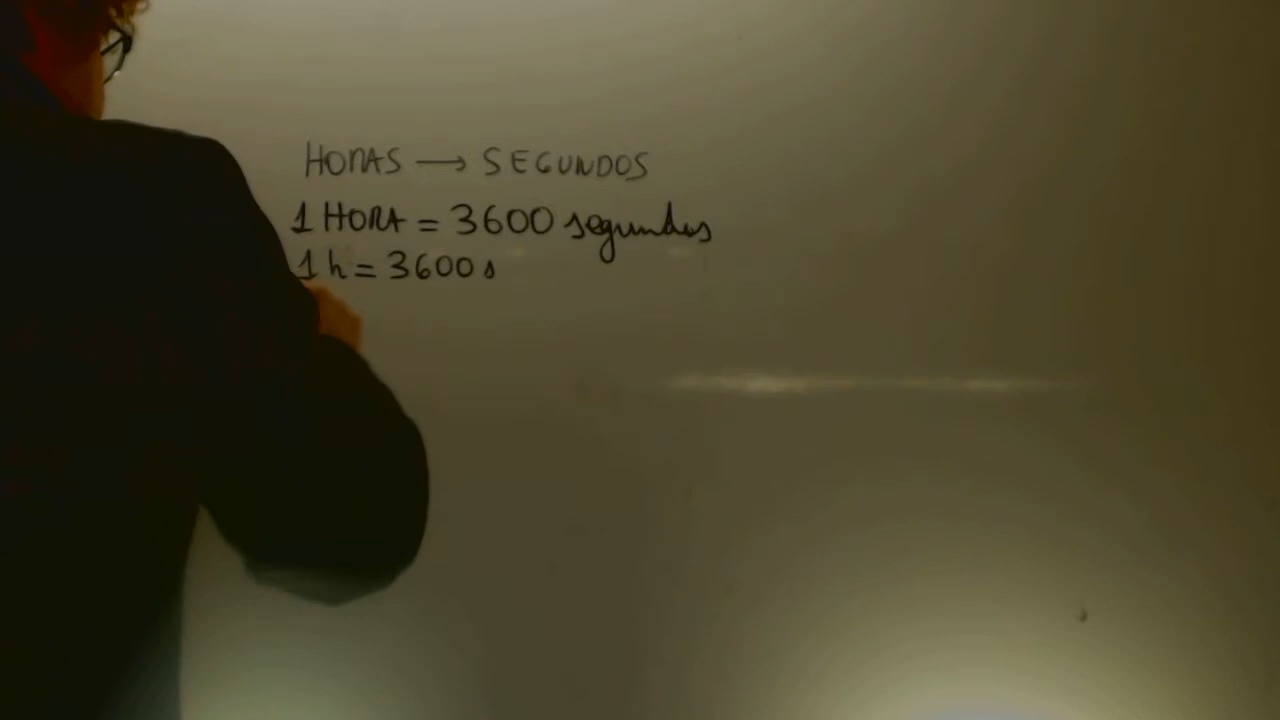 HORAS → SEGUNDOS
1 HORA = 3600 segundos
1 h = 3600 s